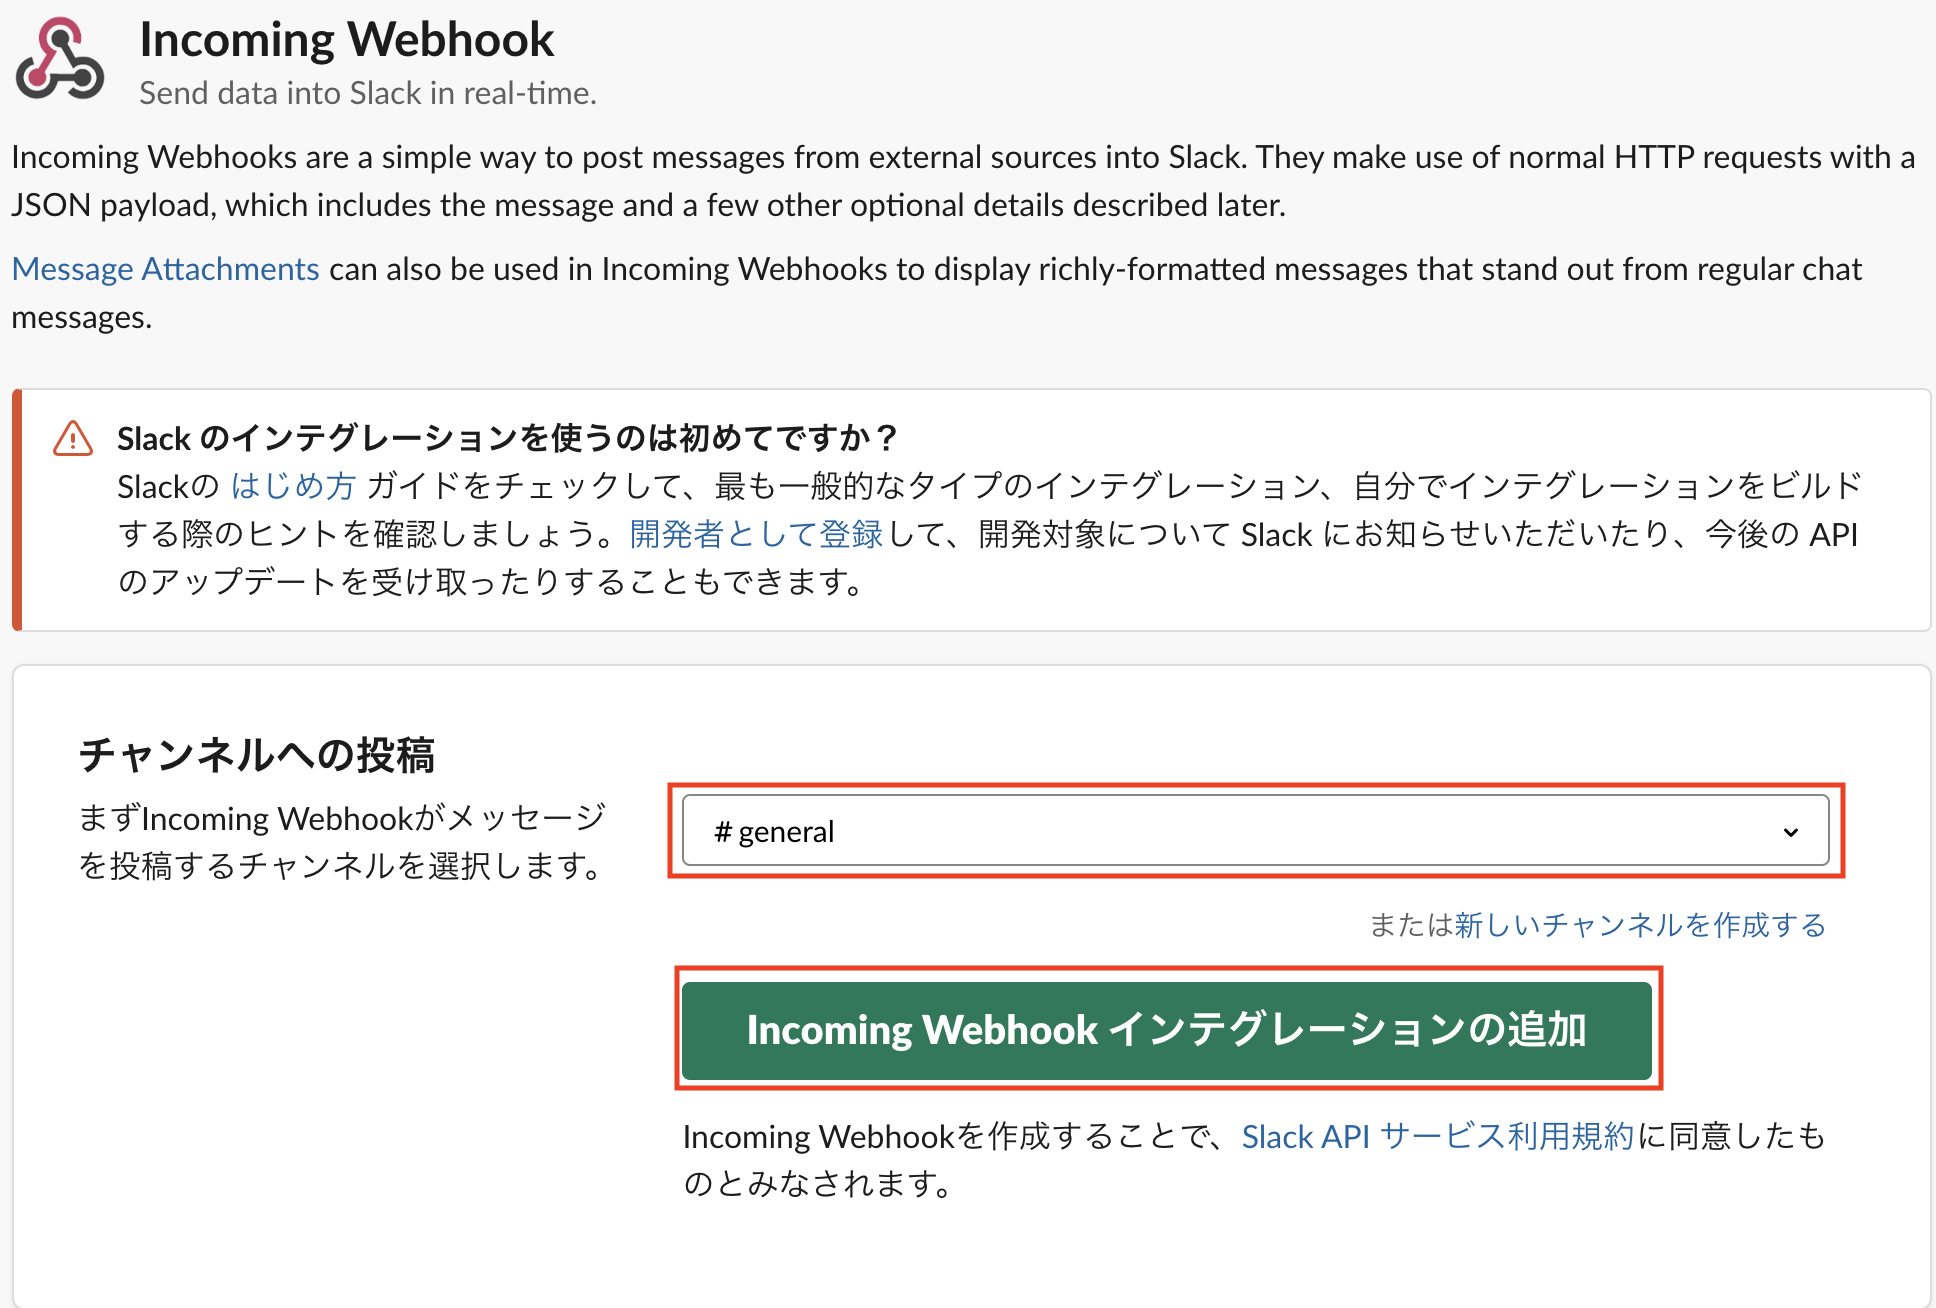 Incoming Webhook
Send data into Slack in real-time.
Incoming Webhooks are a simple way to post messages from external sources into Slack. They make use of normal HTTP requests with a
JSON payload, which includes the message and a few other optional details described later.
Message Attachments can also be used in Incoming Webhooks to display richly-formatted messages that stand out from regular chat
messages.
Slack のインテグレーションを使うのは初めてですか？
Slackの はじめ方 ガイドをチェックして、最も一般的なタイプのインテグレーション、自分でインテグレーションをビルド
する際のヒントを確認しましょう。開発者として登録して、開発対象について Slack にお知らせいただいたり、今後の API
のアップデートを受け取ったりすることもできます。
チャンネルへの投稿
まずIncoming Webhookがメッセージ
を投稿するチャンネルを選択します。
# general
または新しいチャンネルを作成する
Incoming Webhook インテグレーションの追加
Incoming Webhookを作成することで、Slack API サービス利用規約に同意したも
のとみなされます。